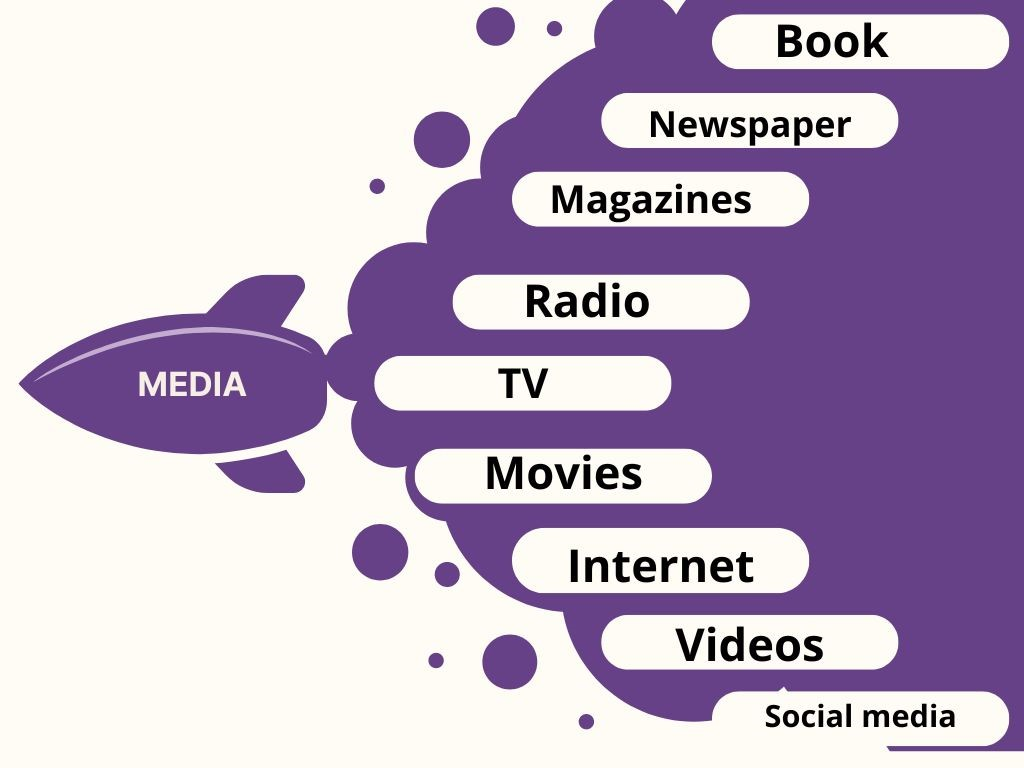 Book
Newspaper
Magazines
Radio
TV
MEDIA
Movies
Internet
Videos
Social media